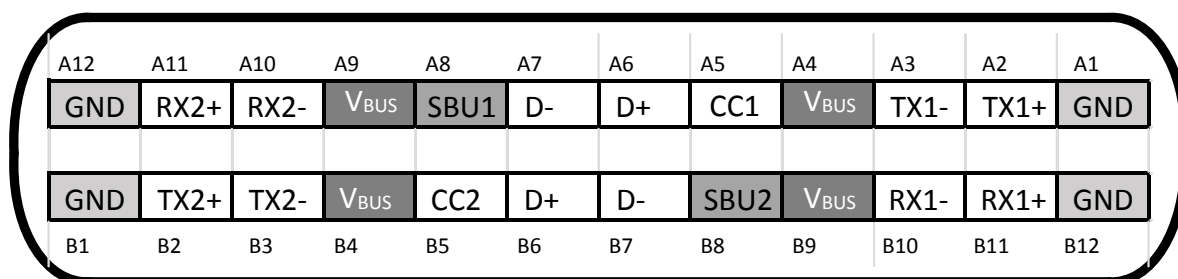 A12 A11 A10 A9 A8 A7 A6 A5 A4 A3 A2 A1
GND RX2+ RX2- VBUS SBU1 D- D+ CC1 VBUS TX1- TX1+ GND
GND TX2+ TX2- VBUS CC2 D+ D- SBU2 VBUS RX1- RX1+ GND
B1 B2 B3 B4 B5 B6 B7 B8 B9 B10 B11 B12